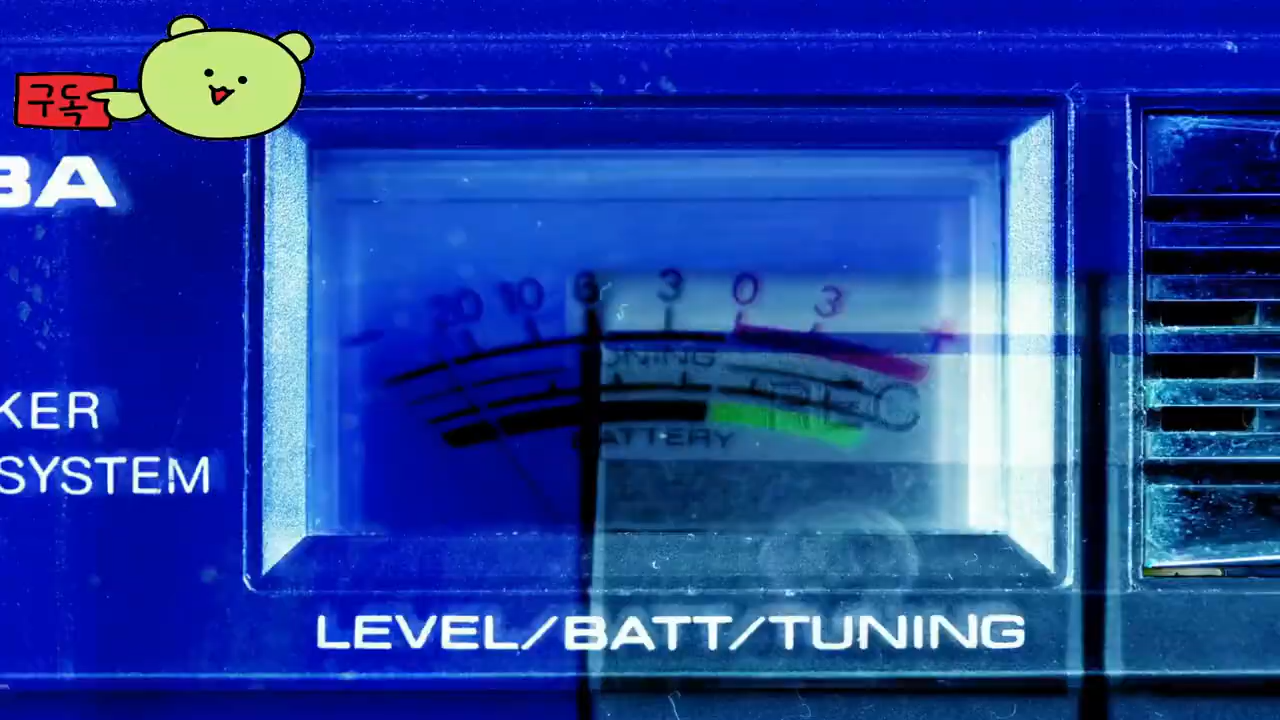 구독
BA
20 10 6 3 0 3 +
TUNING
REC
BATTERY
KER
SYSTEM
LEVEL/BATT/TUNING